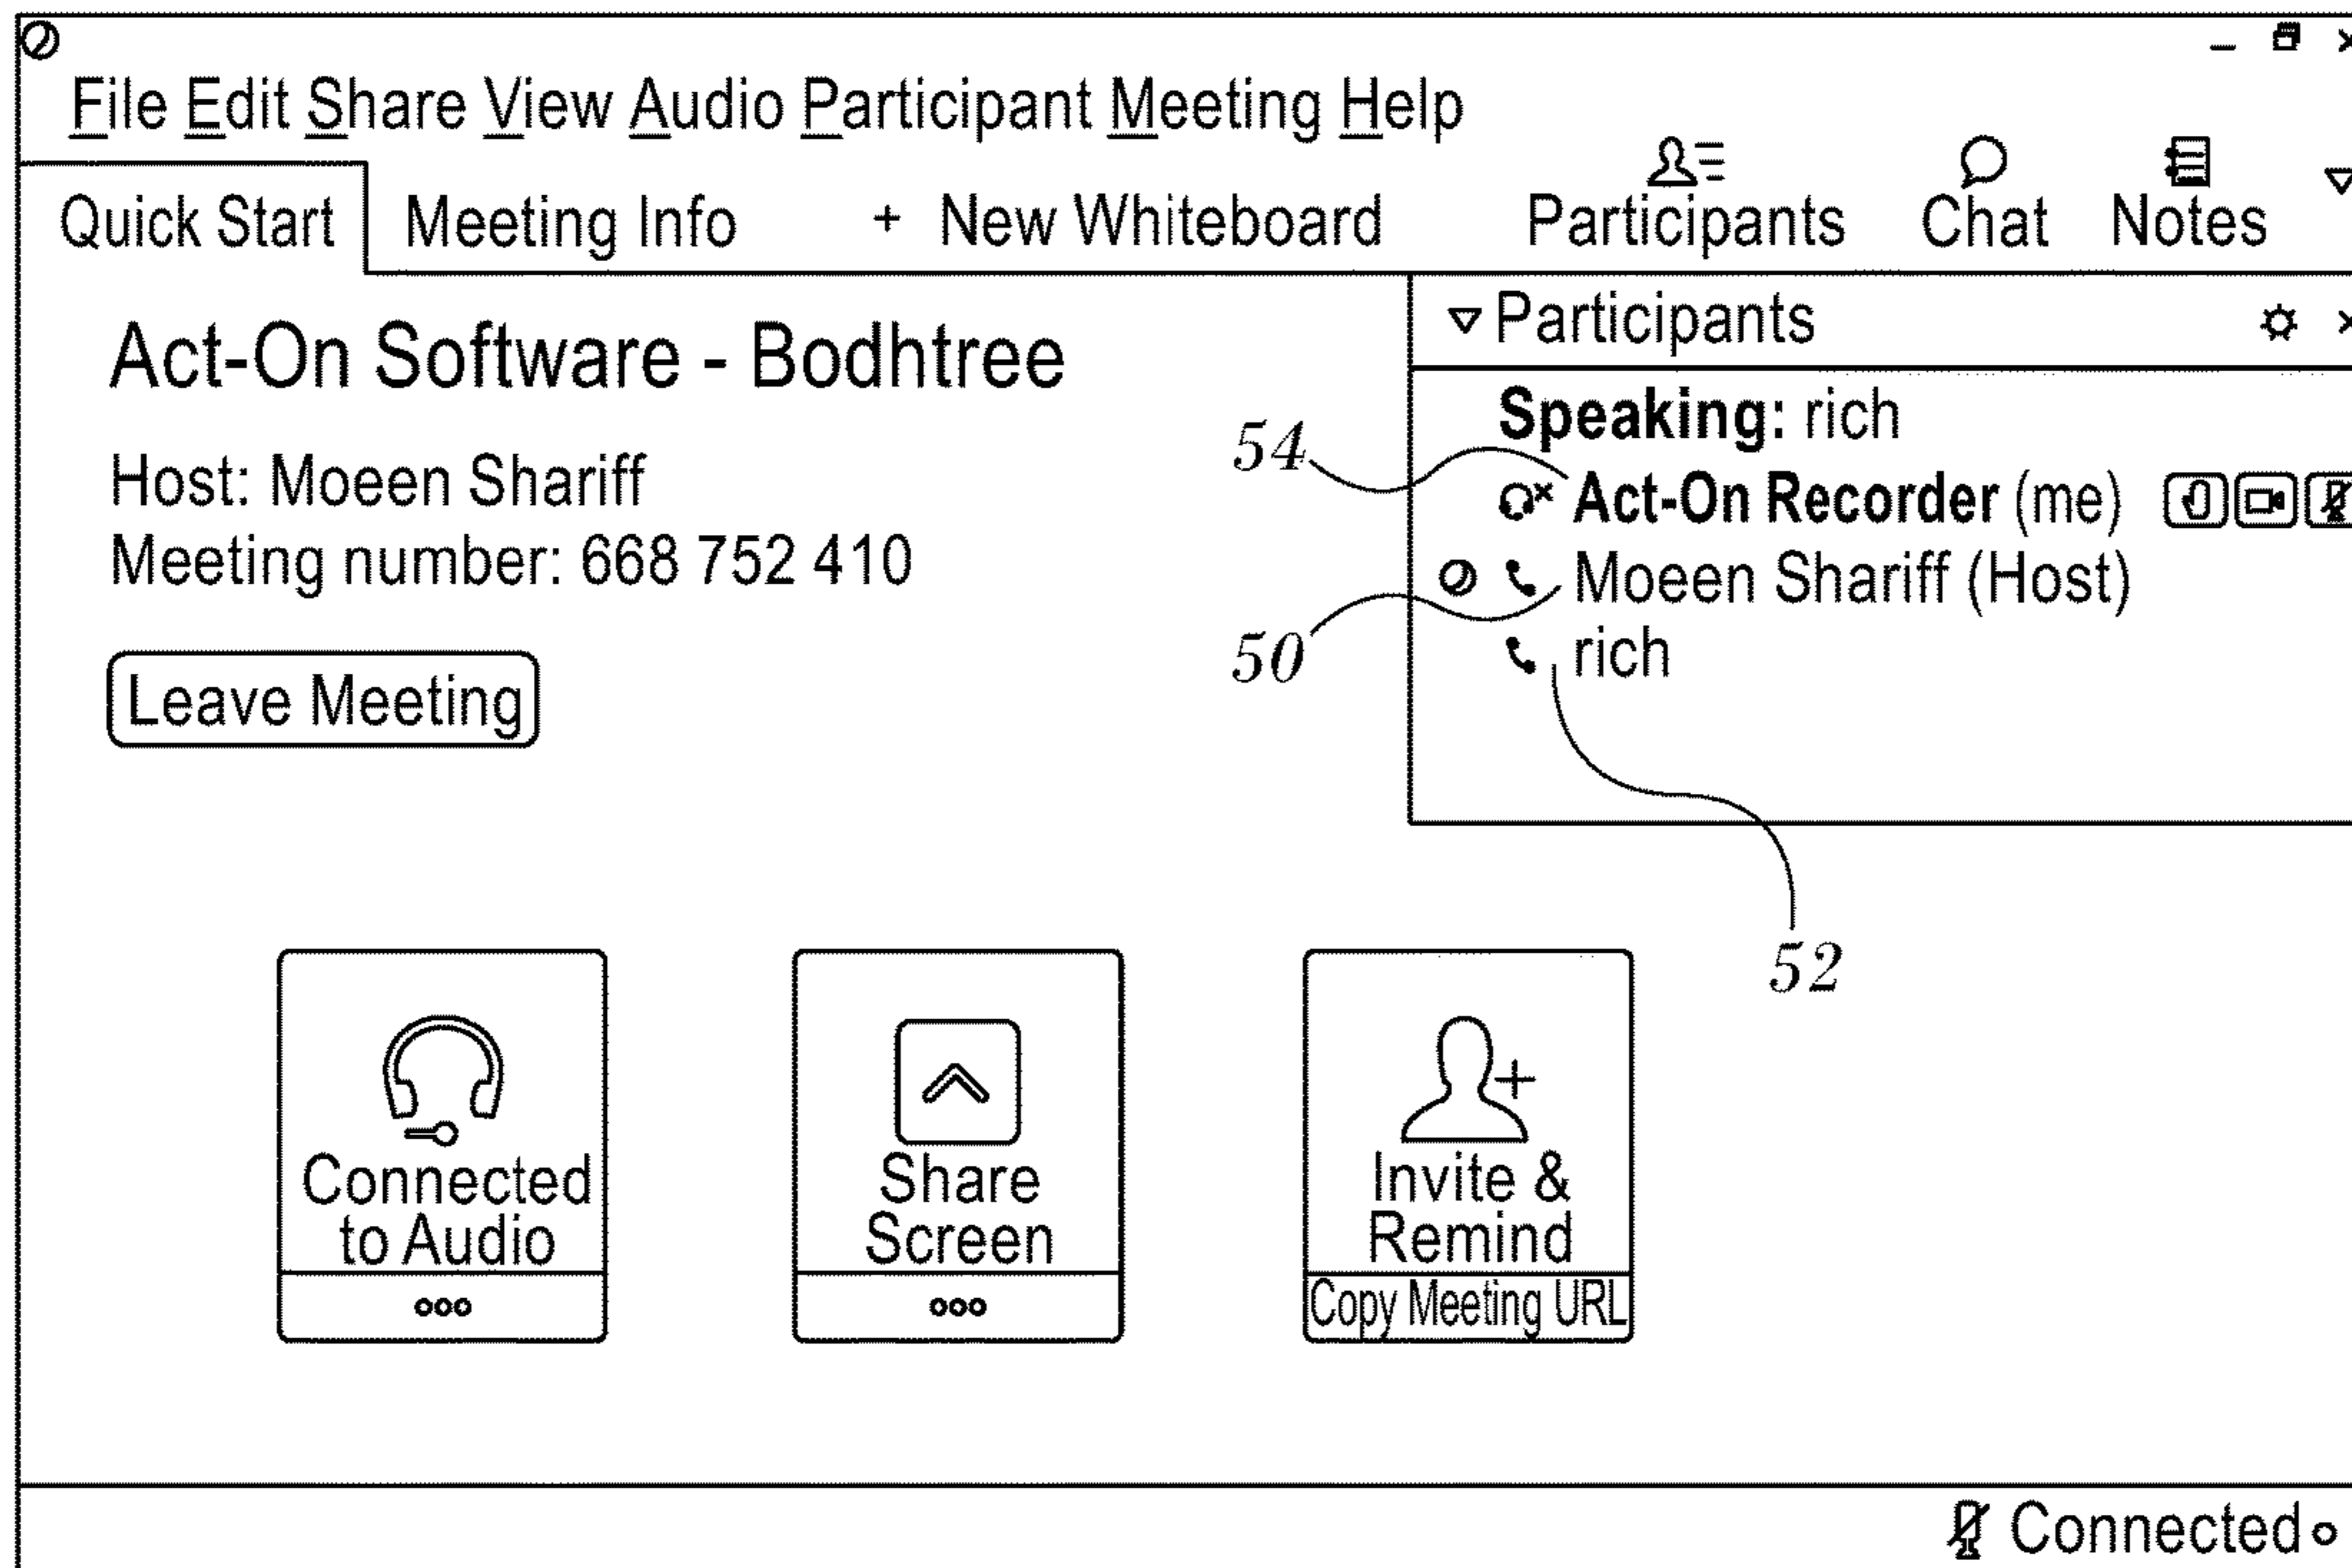 File Edit Share View Audio Participant Meeting Help
Quick Start Meeting Info + New Whiteboard Participants Chat Notes
Act-On Software - Bodhtree
Host: Moeen Shariff
Meeting number: 668 752 410
Leave Meeting
Participants
Speaking: rich
54
Act-On Recorder (me)
Moeen Shariff (Host)
50
rich
52
Connected
to Audio
Share
Screen
Invite &
Remind
Copy Meeting URL
Connected